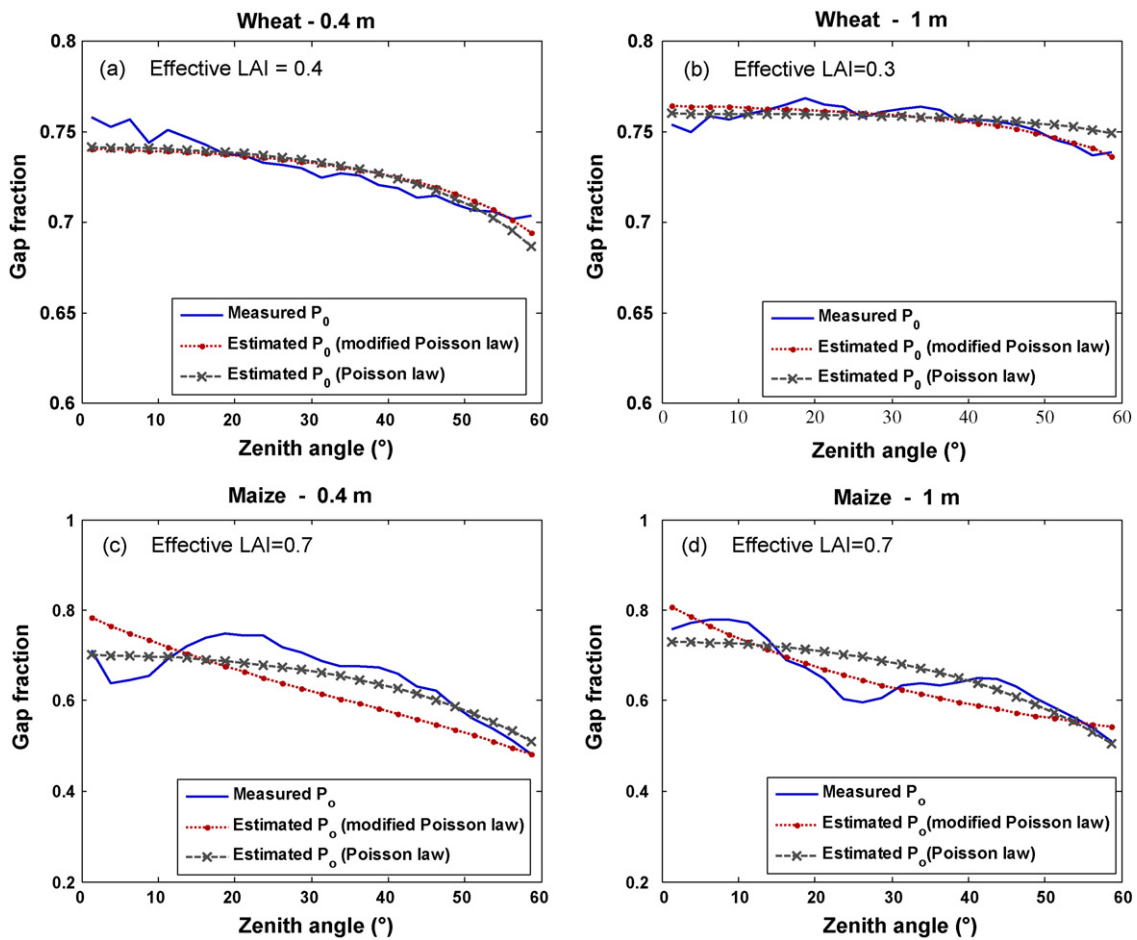 Wheat - 0.4 m
0.8
0.75
0.7
0.65
0.6
Gap fraction
(a) Effective LAI = 0.4
Measured P0
Estimated P0 (modified Poisson law)
Estimated P0 (Poisson law)
0 10 20 30 40 50 60
Zenith angle (°)
Wheat - 1 m
0.8
0.75
0.7
0.65
0.6
Gap fraction
(b) Effective LAI=0.3
Measured P0
Estimated P0 (modified Poisson law)
Estimated P0 (Poisson law)
0 10 20 30 40 50 60
Zenith angle (°)
Maize - 0.4 m
1
0.8
0.6
0.4
0.2
Gap fraction
(c) Effective LAI=0.7
Measured Po
Estimated Po (modified Poisson law)
Estimated Po (Poisson law)
0 10 20 30 40 50 60
Zenith angle (°)
Maize - 1 m
1
0.8
0.6
0.4
0.2
Gap fraction
(d) Effective LAI=0.7
Measured Po
Estimated Po(modified Poisson law)
Estimated Po(Poisson law)
0 10 20 30 40 50 60
Zenith angle (°)